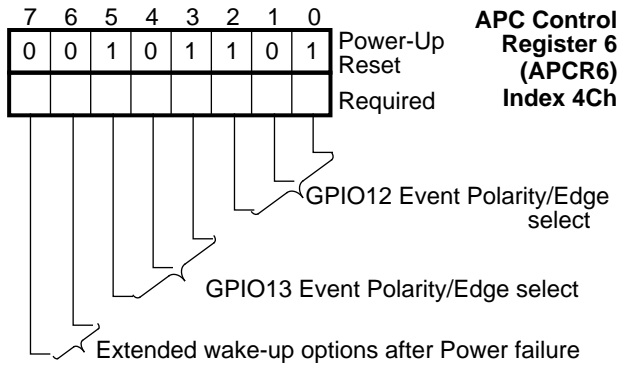 7 6 5 4 3 2 1 0
APC Control
Register 6
(APCR6)
Index 4Ch
0 0 1 0 1 1 0 1
Power-Up
Reset
Required
GPIO12 Event Polarity/Edge
select
GPIO13 Event Polarity/Edge select
Extended wake-up options after Power failure